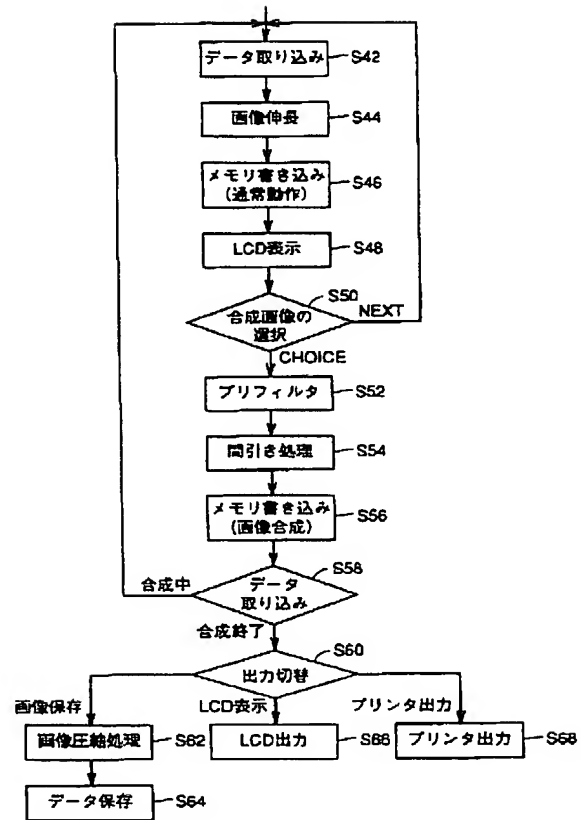 データ取り込み S42
画像伸長 S44
メモリ書き込み
(通常動作) S46
LCD表示 S48
S50
合成画像の
選択
NEXT
CHOICE
プリフィルタ S52
間引き処理 S54
メモリ書き込み
(画像合成) S56
S58
データ
取り込み
合成中
合成終了
S60
出力切替
画像保存 LCD表示 プリンタ出力
画像圧縮処理 S62 LCD出力 S66 プリンタ出力 S68
データ保存 S64